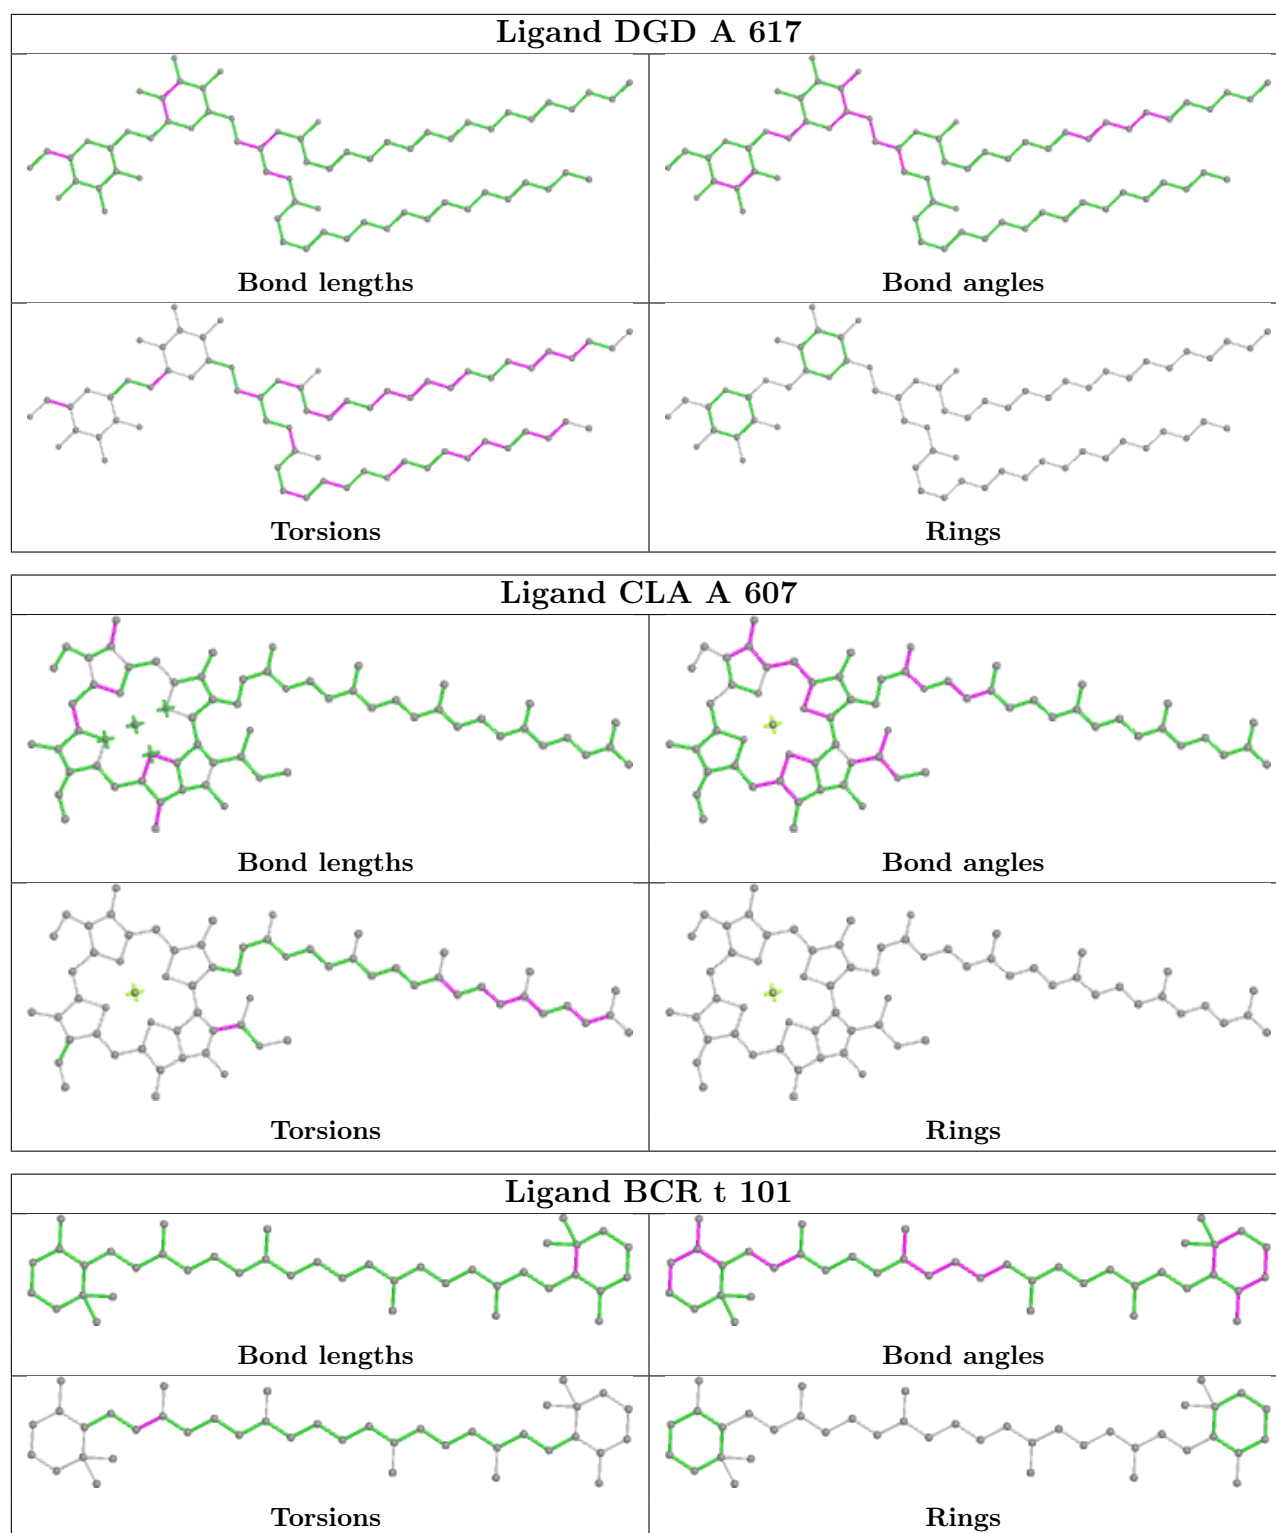 Ligand DGD A 617
Bond lengths
Bond angles
Torsions
Rings
Ligand CLA A 607
Bond lengths
Bond angles
Torsions
Rings
Ligand BCR t 101
Bond lengths
Bond angles
Torsions
Rings